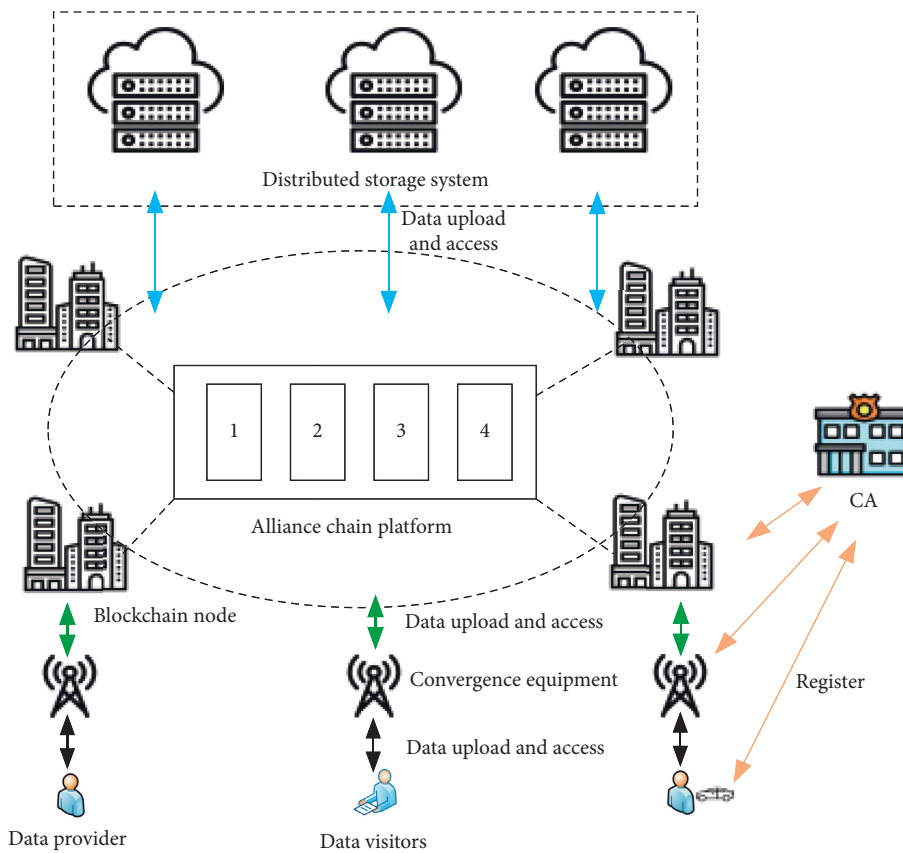 Distributed storage system
Data upload
and access
1 2 3 4
Alliance chain platform
CA
Blockchain node
Data upload and access
Convergence equipment
Register
Data upload and access
Data provider
Data visitors